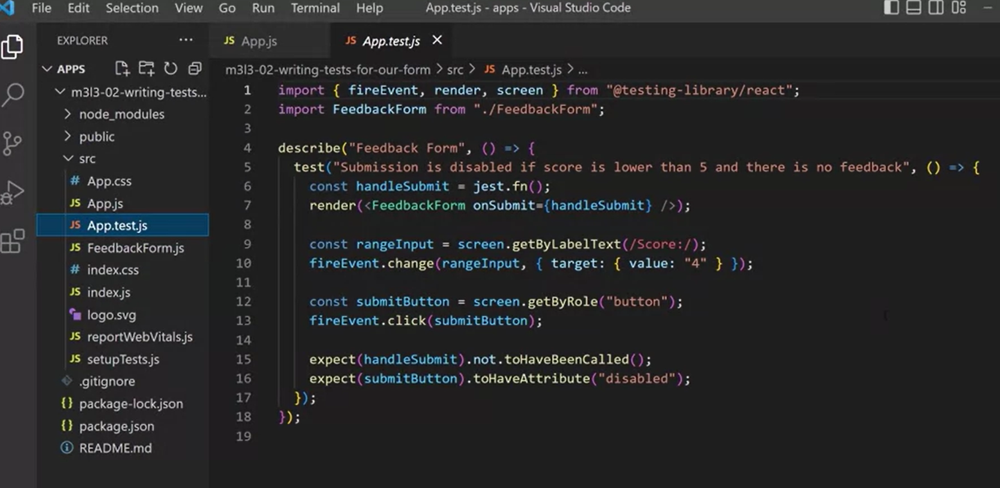 File Edit Selection View Go Run Terminal Help App.test.js - apps - Visual Studio Code
EXPLORER ...
APPS
m3l3-02-writing-tests...
node_modules
public
src
# App.css
JS App.js
JS App.test.js
JS FeedbackForm.js
# index.css
JS index.js
logo.svg
JS reportWebVitals.js
JS setupTests.js
.gitignore
{} package-lock.json
{} package.json
README.md
JS App.js JS App.test.js
m3l3-02-writing-tests-for-our-form > src > JS App.test.js > ...
1 import { fireEvent, render, screen } from "@testing-library/react";
2 import FeedbackForm from "./FeedbackForm";
3
4 describe("Feedback Form", () => {
5 test("Submission is disabled if score is lower than 5 and there is no feedback", () => {
6 const handleSubmit = jest.fn();
7 render(<FeedbackForm onSubmit={handleSubmit} />);
8
9 const rangeInput = screen.getByLabelText(/Score:/);
10 fireEvent.change(rangeInput, { target: { value: "4" } });
11
12 const submitButton = screen.getByRole("button");
13 fireEvent.click(submitButton);
14
15 expect(handleSubmit).not.toHaveBeenCalled();
16 expect(submitButton).toHaveAttribute("disabled");
17 });
18 });
19